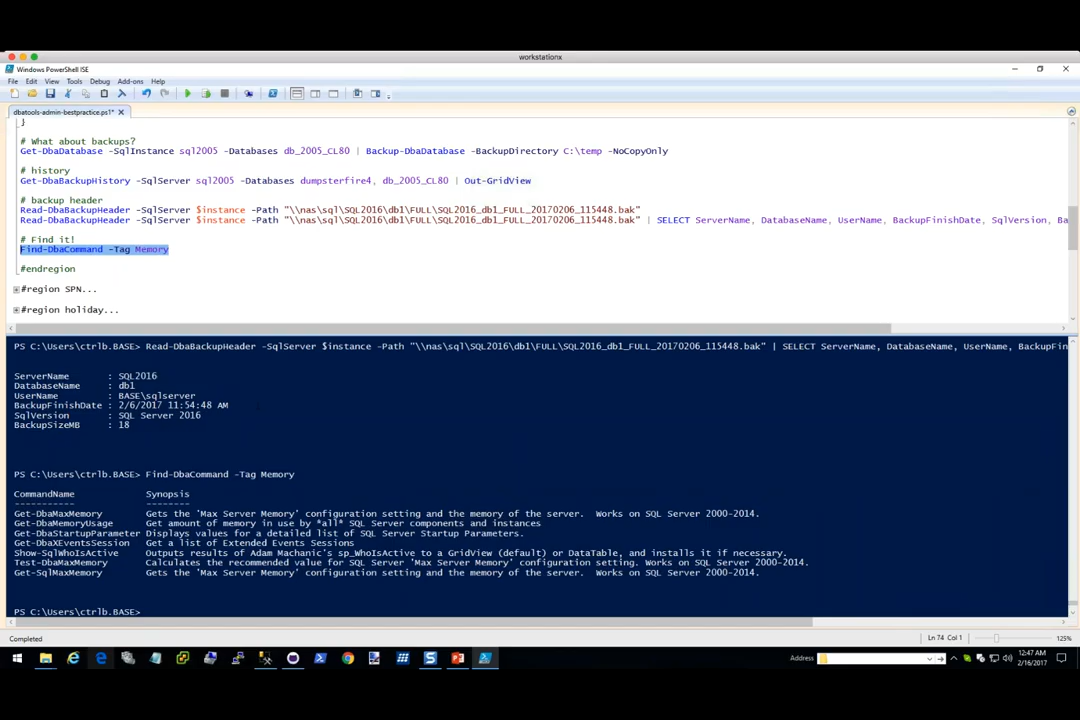 workstationx
Windows PowerShell ISE
File Edit View Tools Debug Add-ons Help
dbatools-admin-bestpractice.ps1*
}
# What about backups?
Get-DbaDatabase -SqlInstance sql2005 -Databases db_2005_CL80 | Backup-DbaDatabase -BackupDirectory C:\temp -NoCopyOnly
# history
Get-DbaBackupHistory -SqlServer sql2005 -Databases dumpsterfire4, db_2005_CL80 | Out-GridView
# backup header
Read-DbaBackupHeader -SqlServer $instance -Path "\\nas\sql\SQL2016\db1\FULL\SQL2016_db1_FULL_20170206_115448.bak"
Read-DbaBackupHeader -SqlServer $instance -Path "\\nas\sql\SQL2016\db1\FULL\SQL2016_db1_FULL_20170206_115448.bak" | SELECT ServerName, DatabaseName, UserName, BackupFinishDate, SqlVersion, Ba
# Find it!
Find-DbaCommand -Tag Memory
#endregion
#region SPN...
#region holiday...
PS C:\Users\ctrlb.BASE> Read-DbaBackupHeader -SqlServer $instance -Path "\\nas\sql\SQL2016\db1\FULL\SQL2016_db1_FULL_20170206_115448.bak" | SELECT ServerName, DatabaseName, UserName, BackupFin
ServerName : SQL2016
DatabaseName : db1
UserName : BASE\sqlserver
BackupFinishDate : 2/6/2017 11:54:48 AM
SqlVersion : SQL Server 2016
BackupSizeMB : 18
PS C:\Users\ctrlb.BASE> Find-DbaCommand -Tag Memory
CommandName Synopsis
----------- --------
Get-DbaMaxMemory Gets the 'Max Server Memory' configuration setting and the memory of the server. Works on SQL Server 2000-2014.
Get-DbaMemoryUsage Get amount of memory in use by *all* SQL Server components and instances
Get-DbaStartupParameter Displays values for a detailed list of SQL Server Startup Parameters.
Get-DbaXEventsSession Get a list of Extended Events Sessions
Show-SqlWhoIsActive Outputs results of Adam Machanic's sp_WhoIsActive to a GridView (default) or DataTable, and installs it if necessary.
Test-DbaMaxMemory Calculates the recommended value for SQL Server 'Max Server Memory' configuration setting. Works on SQL Server 2000-2014.
Get-SqlMaxMemory Gets the 'Max Server Memory' configuration setting and the memory of the server. Works on SQL Server 2000-2014.
PS C:\Users\ctrlb.BASE>
Completed Ln 74 Col 1 125%
Address 12:47 AM
2/16/2017